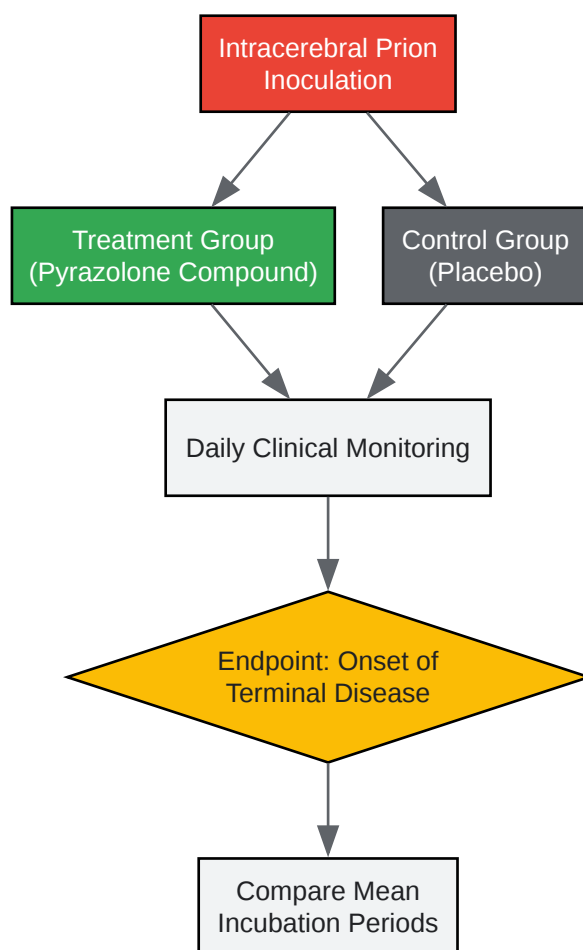 Intracerebral Prion
Inoculation
Treatment Group
(Pyrazolone Compound)
Control Group
(Placebo)
Daily Clinical Monitoring
Endpoint: Onset of
Terminal Disease
Compare Mean
Incubation Periods